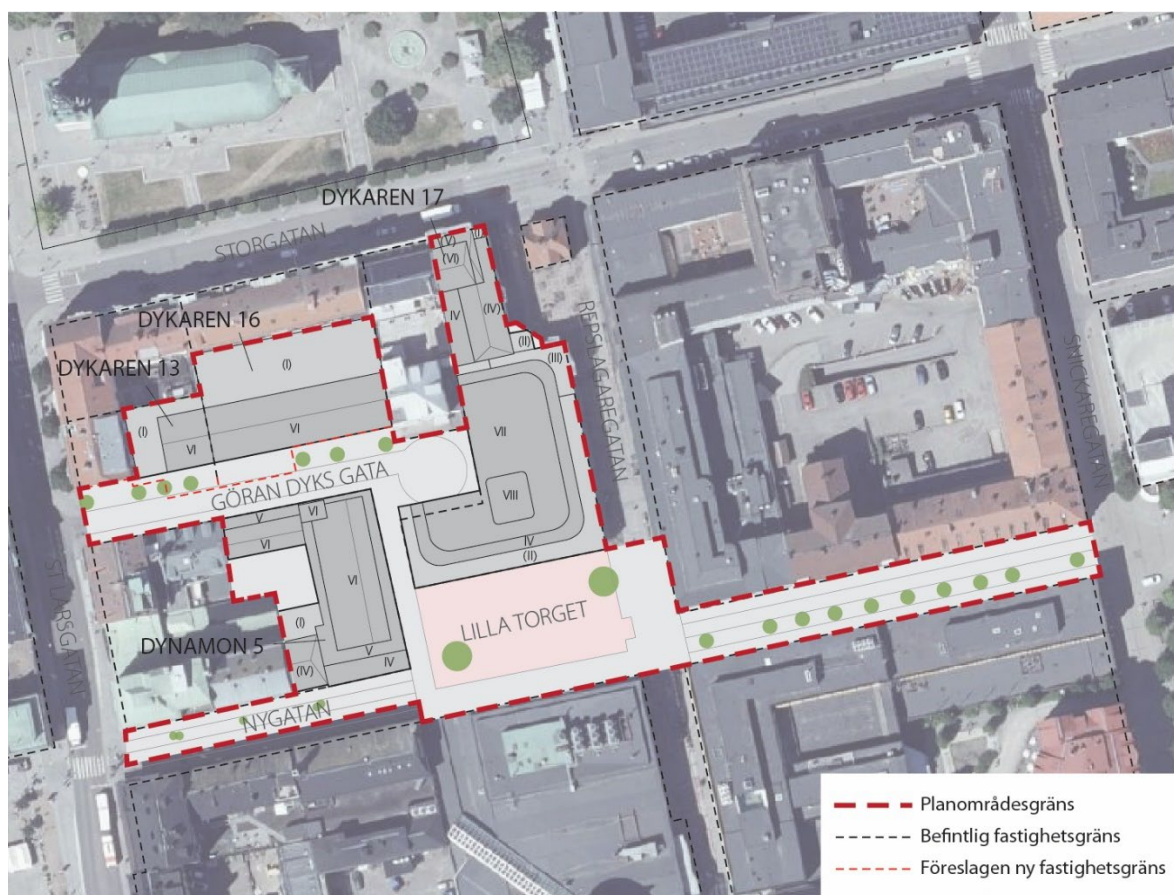 DYKAREN 17
STORGATAN
(V)
(I)
(VI)
DYKAREN 16
IV
(IV)
REPSLAGAREGATAN
(II)
(III)
DYKAREN 13
(I)
SNICKAREGATAN
(I)
VI
VI
VII
GÖRAN DYKS GATA
VIII
V
VI
VI
IV
(II)
ST LARSGATAN
VI
LILLA TORGET
(I)
DYNAMON 5
V
(IV)
IV
NYGATAN
Planområdesgräns
Befintlig fastighetsgräns
Föreslagen ny fastighetsgräns